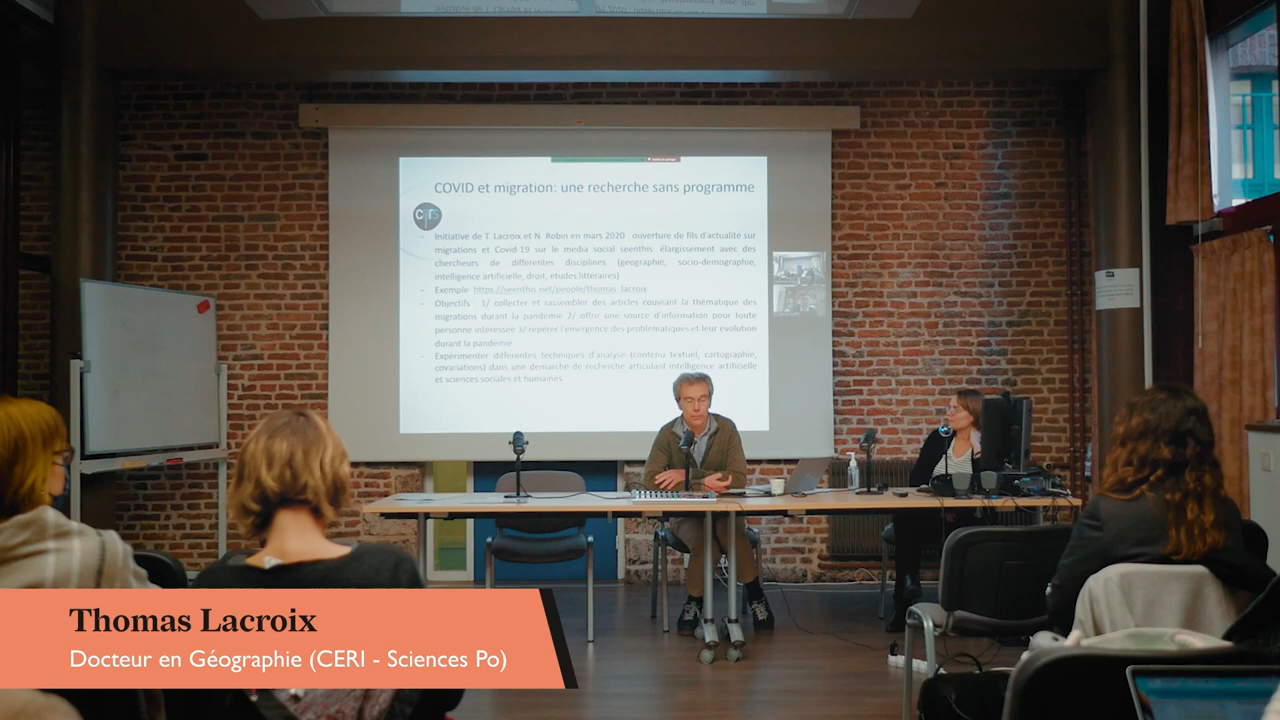 COVID et migration: une recherche sans programme
- Initiative de T. Lacroix et N. Robin en mars 2020 ouverture de fils d'actualité sur
migrations et Covid 19 sur le media social seenthis élargissement avec des
chercheurs de différentes disciplines (geographie, socio-demographie,
intelligence artificielle, droit, etudes littéraires)
- Exemple https://seenthis.net/people/thomas_lacroix
- Objectifs 1/ collecter et rassembler des articles couvrant la thématique des
migrations durant la pandémie 2/ offrir une source d'information pour toute
personne interessée 3/ repérer l'émergence des problématiques et leur évolution
durant la pandémie
- Expérimenter differentes techniques d'analyse (contenu textuel, cartographie,
covariations) dans une demarche de recherche articulant intelligence artificielle
et sciences sociales et humaines
Thomas Lacroix
Docteur en Géographie (CERI - Sciences Po)